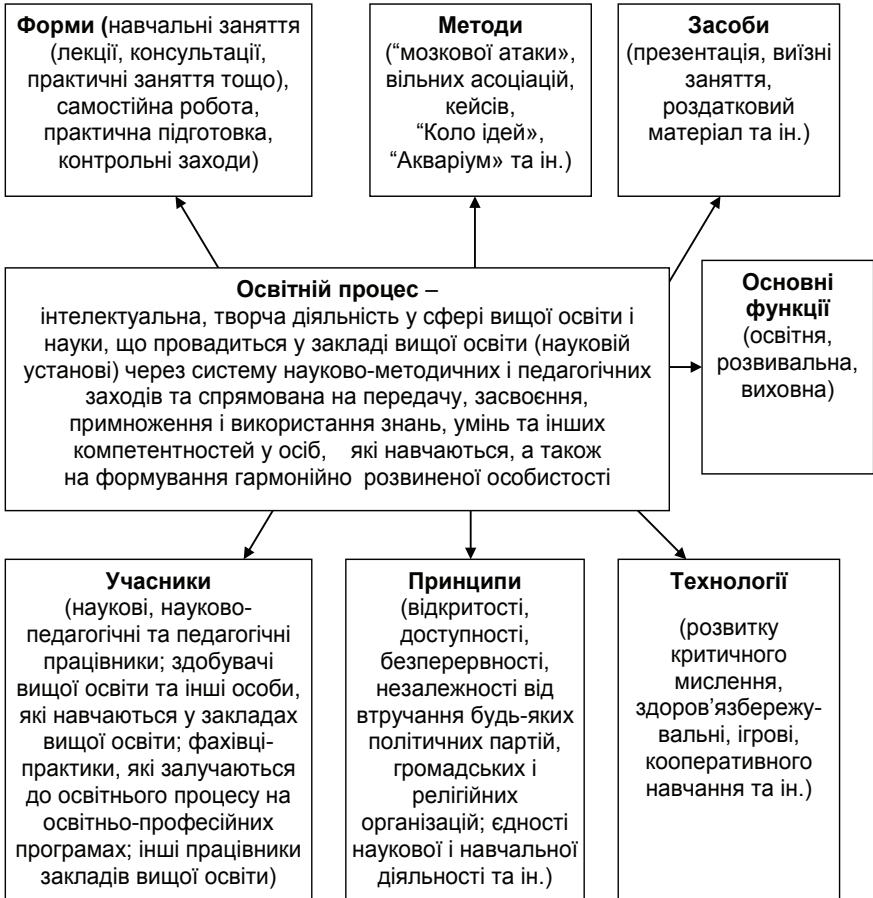 Форми (навчальні заняття
(лекції, консультації,
практичні заняття тощо),
самостійна робота,
практична підготовка,
контрольні заходи)
Методи
(“мозкової атаки»,
вільних асоціацій,
кейсів,
“Коло ідей»,
“Акваріум» та ін.)
Засоби
(презентація, виїзні
заняття,
роздатковий
матеріал та ін.)
Освітній процес –
інтелектуальна, творча діяльність у сфері вищої освіти і
науки, що провадиться у закладі вищої освіти (науковій
установі) через систему науково-методичних і педагогічних
заходів та спрямована на передачу, засвоєння,
примноження і використання знань, умінь та інших
компетентностей у осіб, які навчаються, а також
на формування гармонійно розвиненої особистості
Основні
функції
(освітня,
розвивальна,
виховна)
Учасники
(наукові, науково-
педагогічні та педагогічні
працівники; здобувачі
вищої освіти та інші особи,
які навчаються у закладах
вищої освіти; фахівці-
практики, які залучаються
до освітнього процесу на
освітньо-професійних
програмах; інші працівники
закладів вищої освіти)
Принципи
(відкритості,
доступності,
безперервності,
незалежності від
втручання будь-яких
політичних партій,
громадських і
релігійних
організацій; єдності
наукової і навчальної
діяльності та ін.)
Технології
(розвитку
критичного
мислення,
здоров’язбережу-
вальні, ігрові,
кооперативного
навчання та ін.)